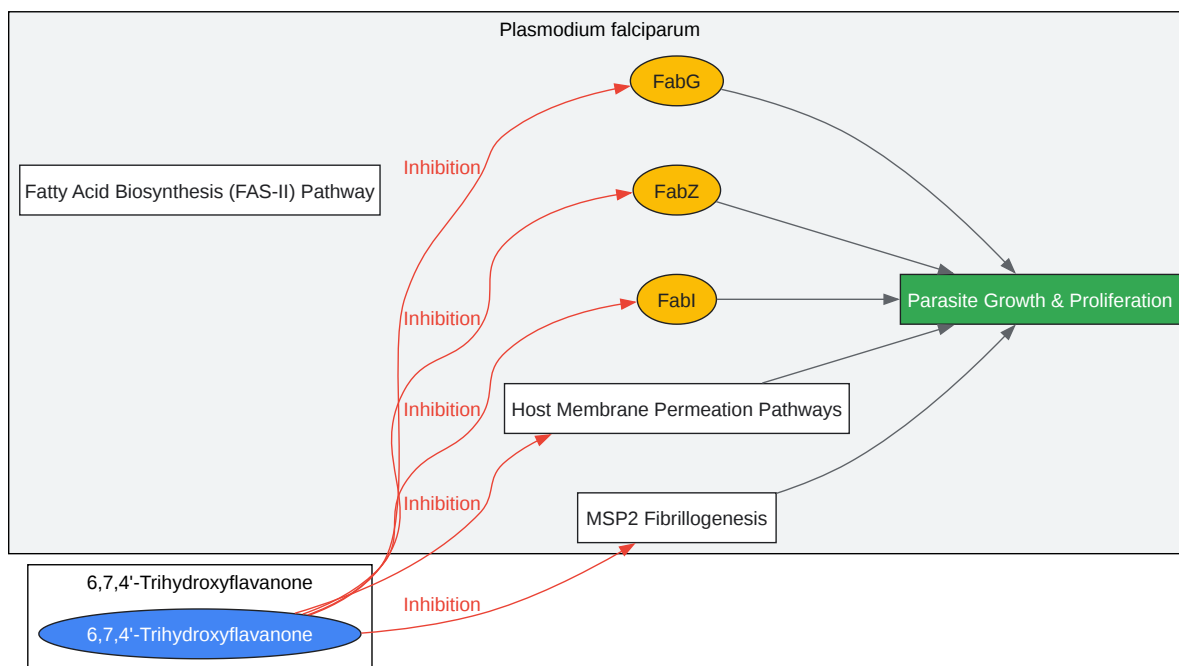 Plasmodium falciparum
FabG
Inhibition
Fatty Acid Biosynthesis (FAS-II) Pathway
FabZ
FabI
Parasite Growth & Proliferation
Inhibition
Inhibition
Host Membrane Permeation Pathways
Inhibition
MSP2 Fibrillogenesis
6,7,4'-Trihydroxyflavanone
Inhibition
6,7,4'-Trihydroxyflavanone